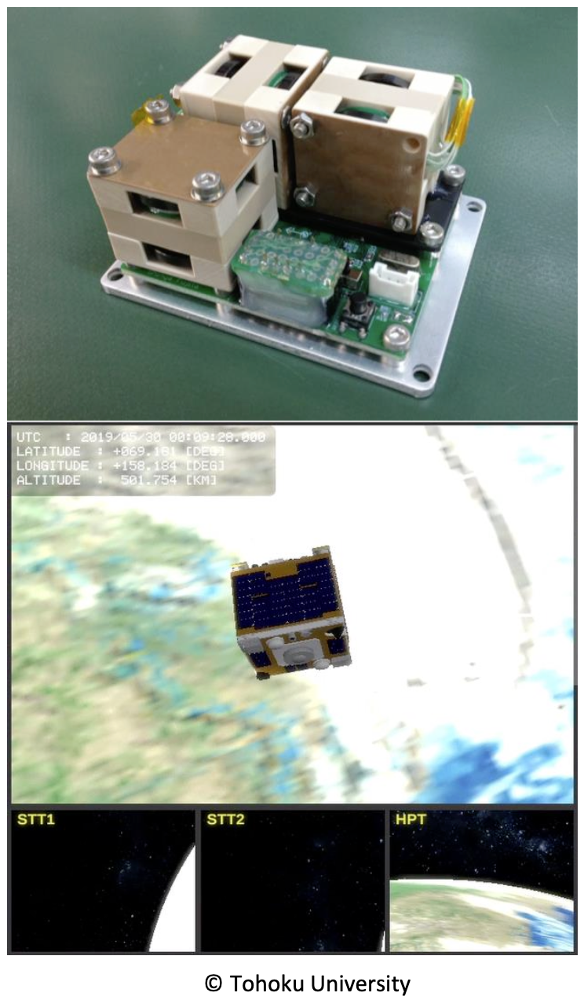 UTC : 2019/05/30 00:09:28.000
LATITUDE : +069.181 [DEG]
LONGITUDE : +158.184 [DEG]
ALTITUDE : 501.754 [KM]
STT1
STT2
HPT
© Tohoku University